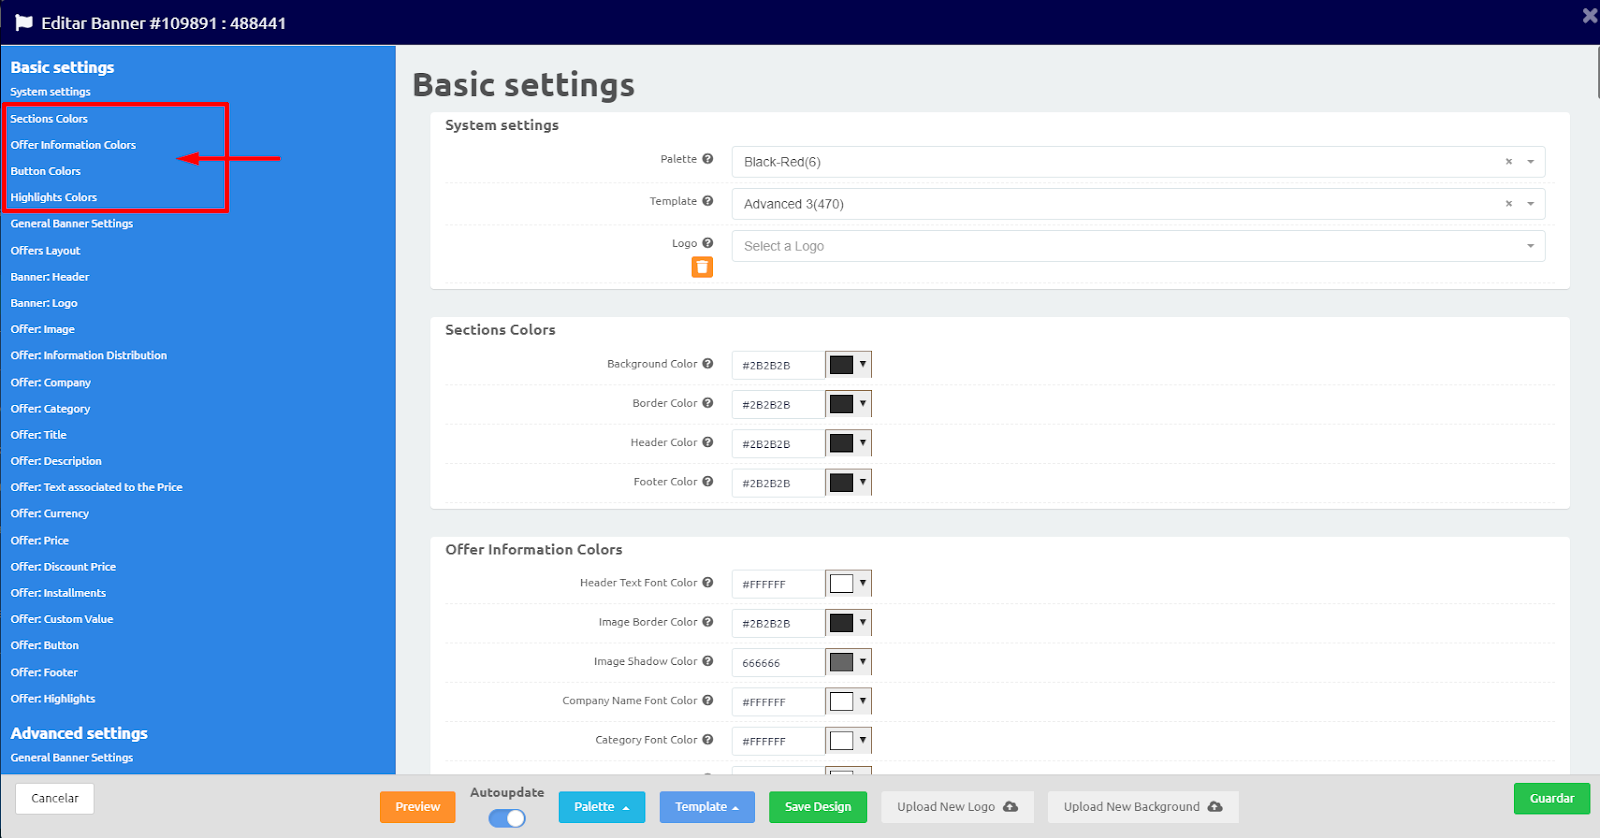 Editar Banner #109891 : 488441
Basic settings
System settings
Sections Colors
Offer Information Colors
Button Colors
Highlights Colors
General Banner Settings
Offers Layout
Banner: Header
Banner: Logo
Offer: Image
Offer: Information Distribution
Offer: Company
Offer: Category
Offer: Title
Offer: Description
Offer: Text associated to the Price
Offer: Currency
Offer: Price
Offer: Discount Price
Offer: Installments
Offer: Custom Value
Offer: Button
Offer: Footer
Offer: Highlights
Advanced settings
General Banner Settings
Basic settings
System settings
Palette Black-Red(6)
Template Advanced 3(470)
Logo Select a Logo
Sections Colors
Background Color #2B2B2B
Border Color #2B2B2B
Header Color #2B2B2B
Footer Color #2B2B2B
Offer Information Colors
Header Text Font Color #FFFFFF
Image Border Color #2B2B2B
Image Shadow Color 666666
Company Name Font Color #FFFFFF
Category Font Color #FFFFFF
Cancelar
Preview
Autoupdate
Palette
Template
Save Design
Upload New Logo
Upload New Background
Guardar